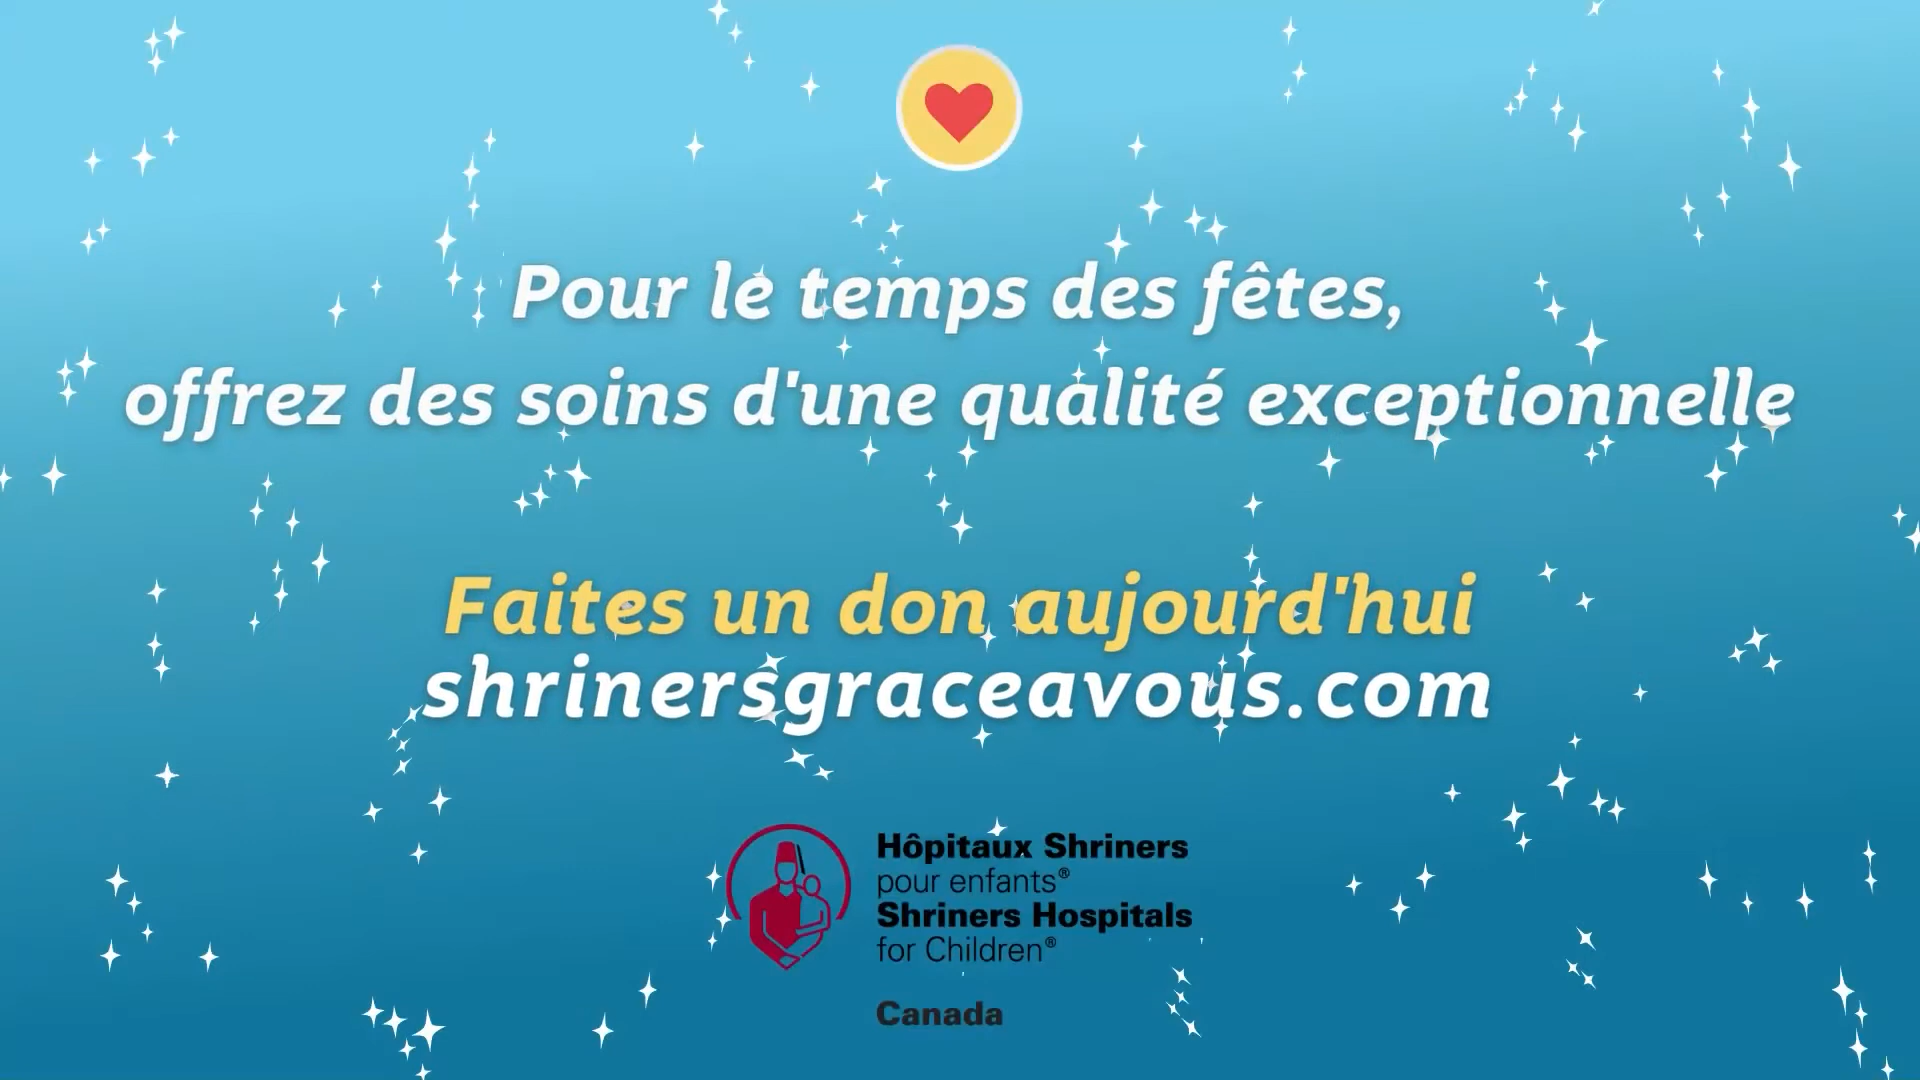 Pour le temps des fêtes,
offrez des soins d'une qualité exceptionnelle
Faites un don aujourd'hui
shrinersgraceavous.com
Hôpitaux Shriners
pour enfants®
Shriners Hospitals
for Children®
Canada